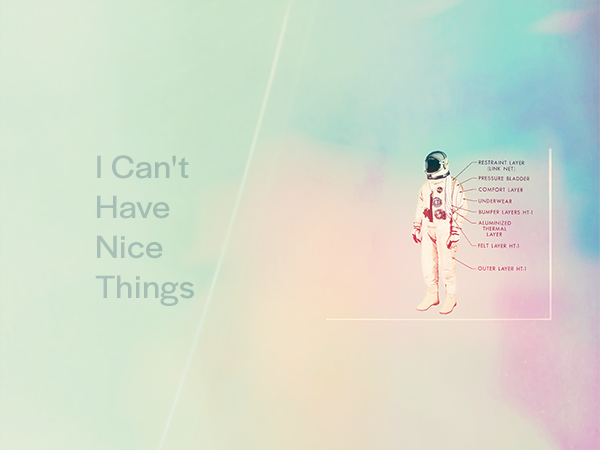 I Can't
Have
Nice
Things
RESTRAINT LAYER
(LINK NET)
PRESSURE BLADDER
COMFORT LAYER
UNDERWEAR
BUMPER LAYERS HT-1
ALUMINIZED
THERMAL
LAYER
FELT LAYER HT-1
OUTER LAYER HT-1